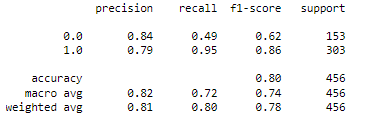 precision recall f1-score support
0.0 0.84 0.49 0.62 153
1.0 0.79 0.95 0.86 303
accuracy 0.80 456
macro avg 0.82 0.72 0.74 456
weighted avg 0.81 0.80 0.78 456